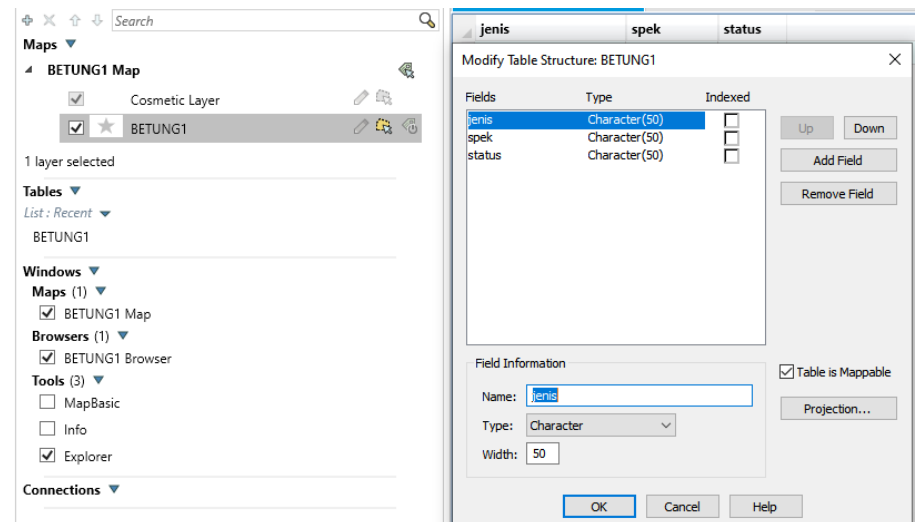 Search
Maps
BETUNG1 Map
Cosmetic Layer
BETUNG1
1 layer selected
Tables
List : Recent
BETUNG1
Windows
Maps (1)
BETUNG1 Map
Browsers (1)
BETUNG1 Browser
Tools (3)
MapBasic
Info
Explorer
Connections
jenis spek status
Modify Table Structure: BETUNG1
Fields Type Indexed
jenis Character(50)
spek Character(50)
status Character(50)
Up Down
Add Field
Remove Field
Field Information
Name: jenis
Type: Character
Width: 50
Table is Mappable
Projection...
OK Cancel Help